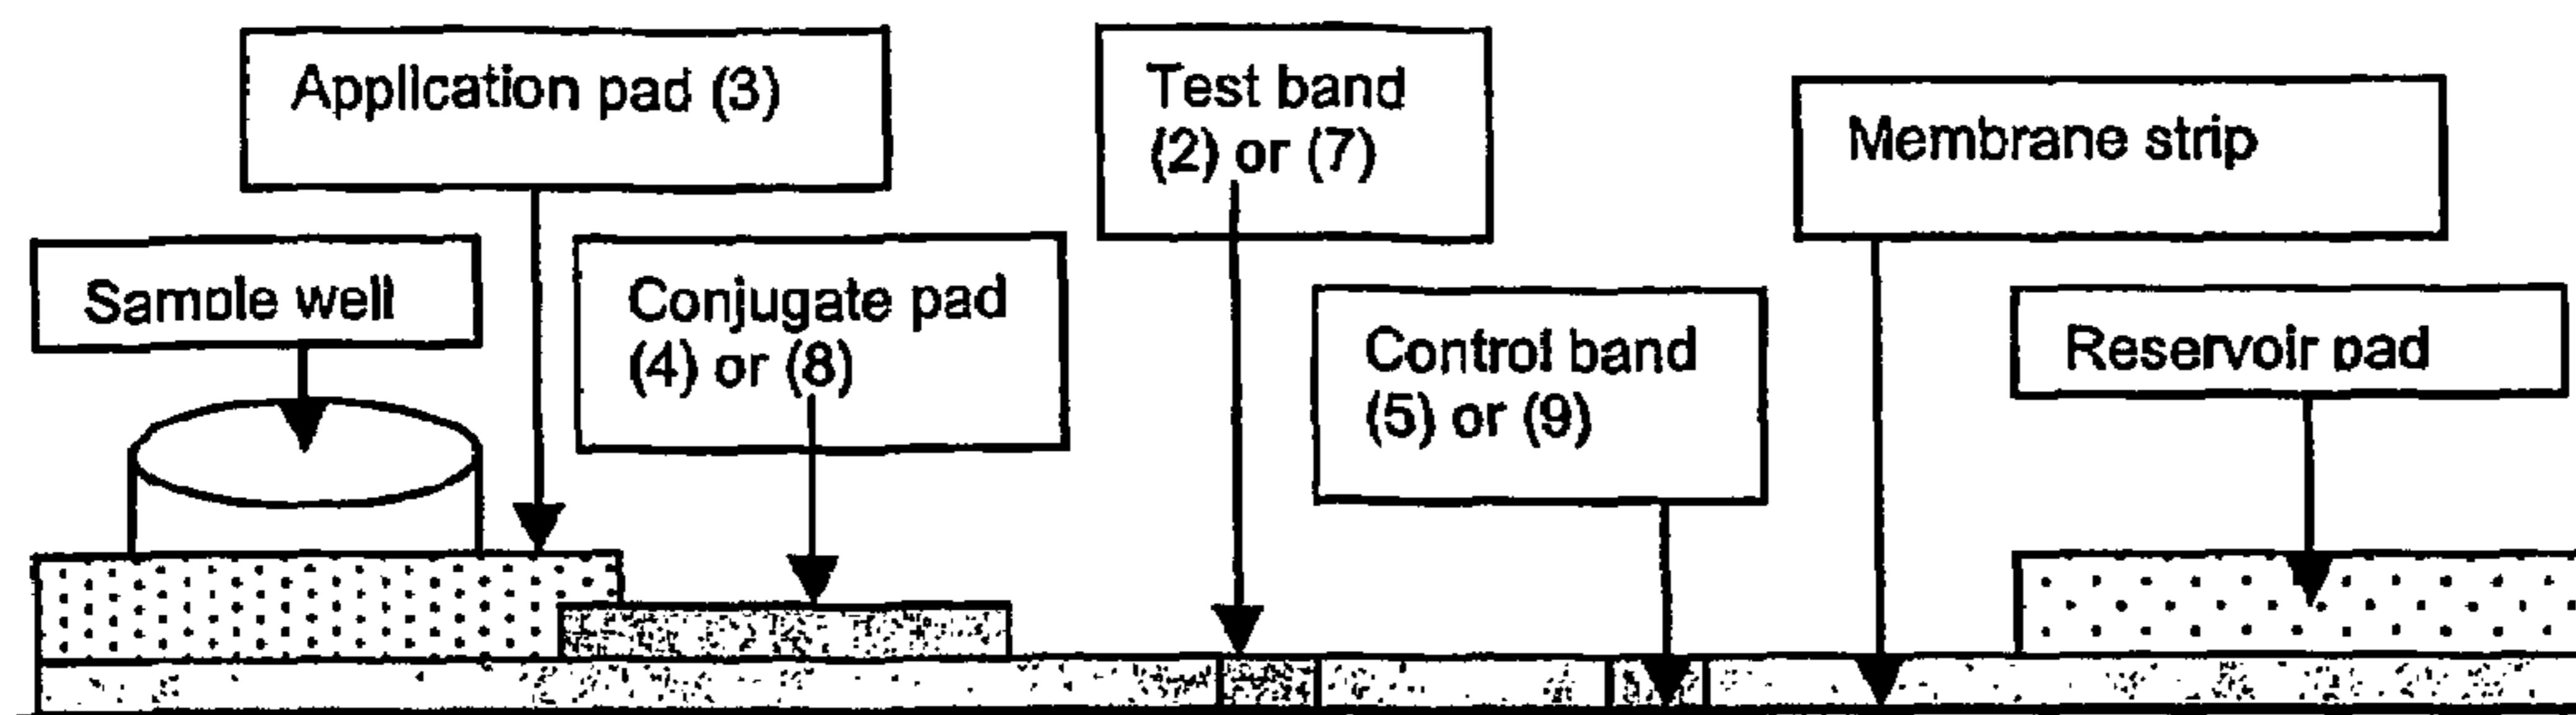 Application pad (3)
Test band
(2) or (7)
Membrane strip
Sample well
Conjugate pad
(4) or (8)
Control band
(5) or (9)
Reservoir pad